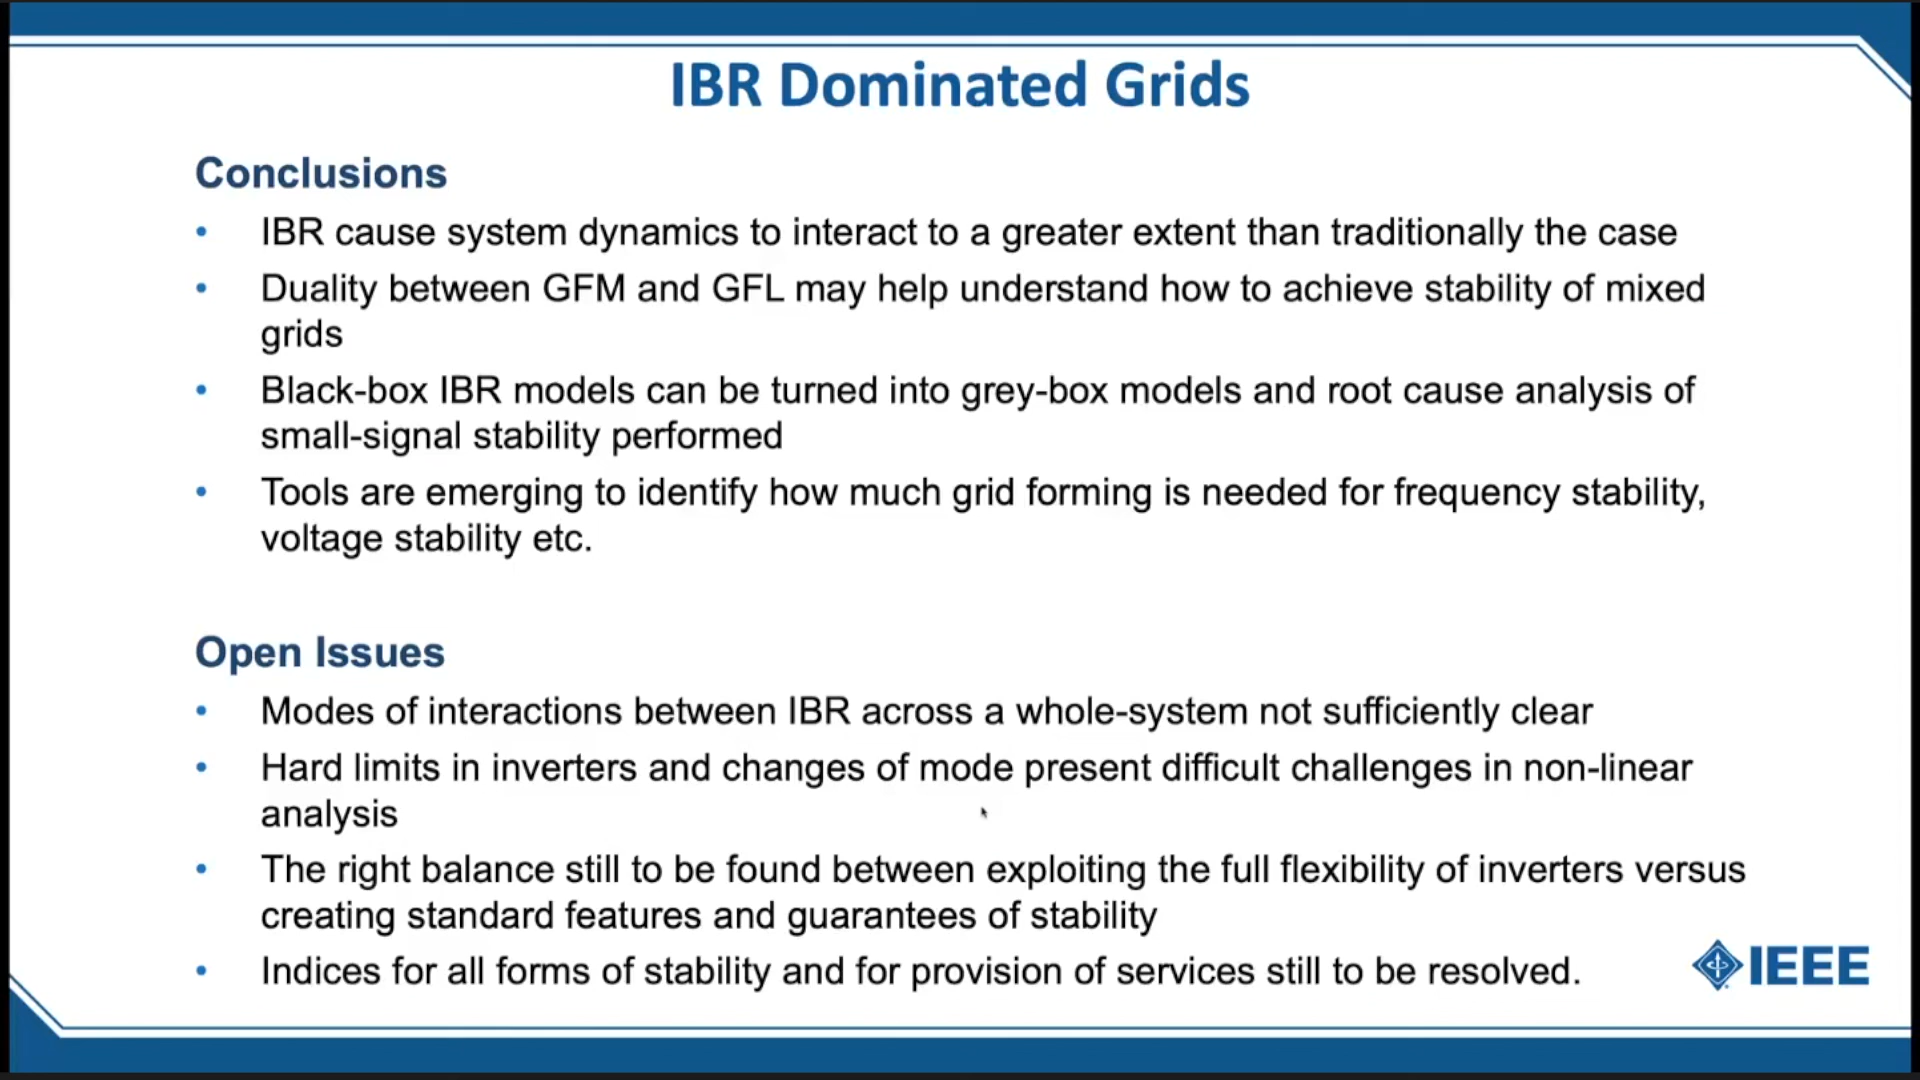 IBR Dominated Grids
Conclusions
• IBR cause system dynamics to interact to a greater extent than traditionally the case
• Duality between GFM and GFL may help understand how to achieve stability of mixed
grids
• Black-box IBR models can be turned into grey-box models and root cause analysis of
small-signal stability performed
• Tools are emerging to identify how much grid forming is needed for frequency stability,
voltage stability etc.
Open Issues
• Modes of interactions between IBR across a whole-system not sufficiently clear
• Hard limits in inverters and changes of mode present difficult challenges in non-linear
analysis
• The right balance still to be found between exploiting the full flexibility of inverters versus
creating standard features and guarantees of stability
• Indices for all forms of stability and for provision of services still to be resolved.
IEEE